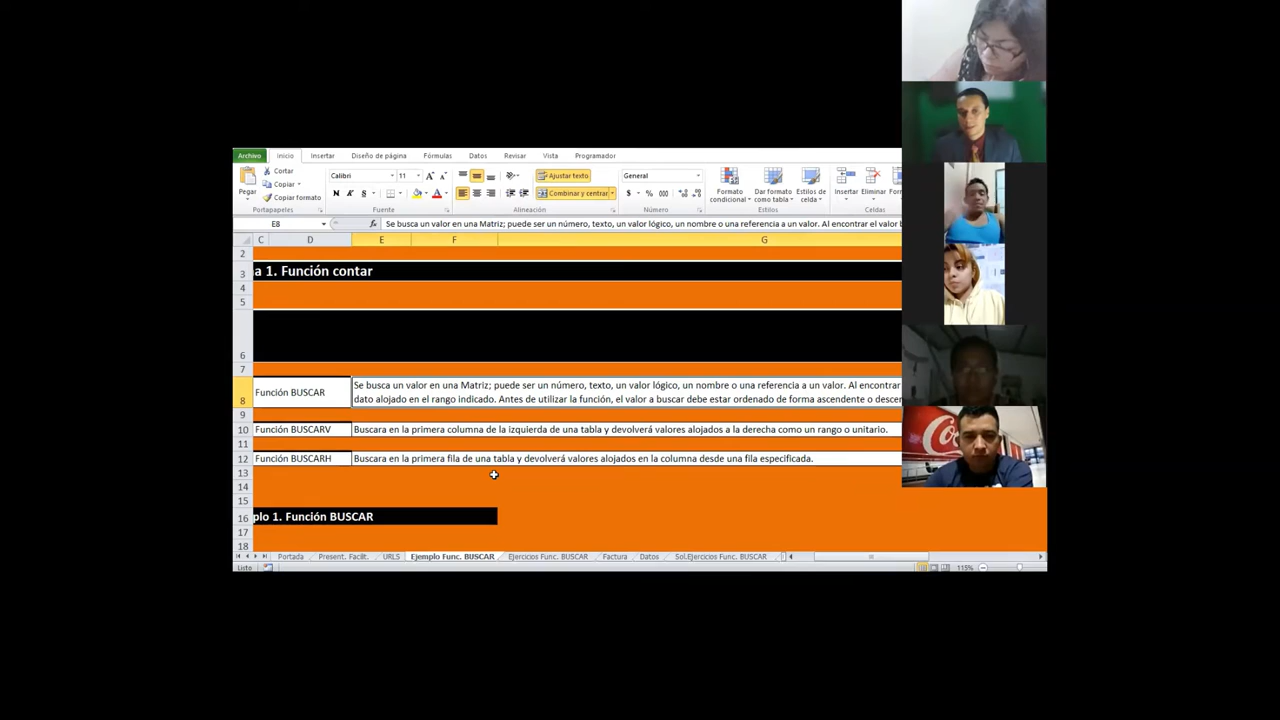 Archivo Inicio Insertar Diseño de página Fórmulas Datos Revisar Vista Programador
Pegar Cortar Copiar Copiar formato
Calibri 11 Ajustar texto General
N K S Combinar y centrar $ % 000
Formato condicional Dar formato como tabla Estilos de celda Insertar Eliminar Formato
Portapapeles Fuente Alineación Número Estilos Celdas
E8 fx Se busca un valor en una Matriz; puede ser un número, texto, un valor lógico, un nombre o una referencia a un valor. Al encontrar el valor b
C D E F G
2
3 a 1. Función contar
4
5
6
7
8 Función BUSCAR Se busca un valor en una Matriz; puede ser un número, texto, un valor lógico, un nombre o una referencia a un valor. Al encontrar
dato alojado en el rango indicado. Antes de utilizar la función, el valor a buscar debe estar ordenado de forma ascendente o descen
9
10 Función BUSCARV Buscara en la primera columna de la izquierda de una tabla y devolverá valores alojados a la derecha como un rango o unitario.
11
12 Función BUSCARH Buscara en la primera fila de una tabla y devolverá valores alojados en la columna desde una fila especificada.
13
14
15
16 plo 1. Función BUSCAR
17
18
Portada Present. Facilit. URLS Ejemplo Func. BUSCAR Ejercicios Func. BUSCAR Factura Datos Sol.Ejercicios Func. BUSCAR
Listo 115%